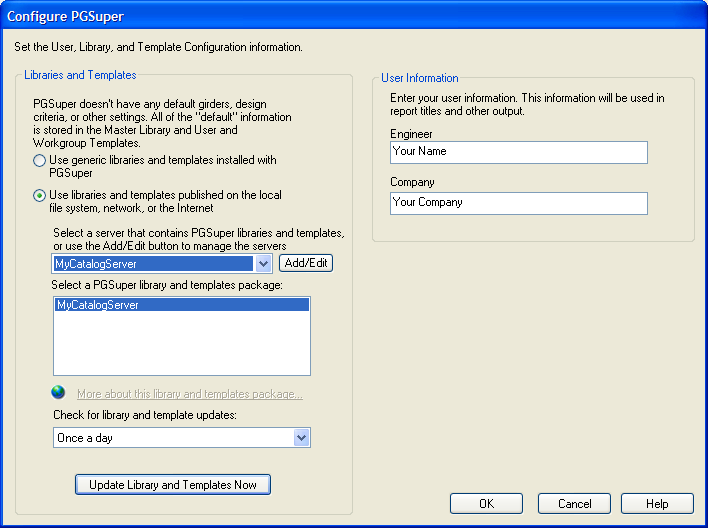 Configure PGSuper
Set the User, Library, and Template Configuration information.
Libraries and Templates
PGSuper doesn't have any default girders, design
criteria, or other settings. All of the "default" information
is stored in the Master Library and User and
Workgroup Templates.
Use generic libraries and templates installed with
PGSuper
Use libraries and templates published on the local
file system, network, or the Internet
Select a server that contains PGSuper libraries and templates,
or use the Add/Edit button to manage the servers
MyCatalogServer
Add/Edit
Select a PGSuper library and templates package:
MyCatalogServer
More about this library and templates package...
Check for library and template updates:
Once a day
Update Library and Templates Now
User Information
Enter your user information. This information will be used in
report titles and other output.
Engineer
Your Name
Company
Your Company
OK
Cancel
Help